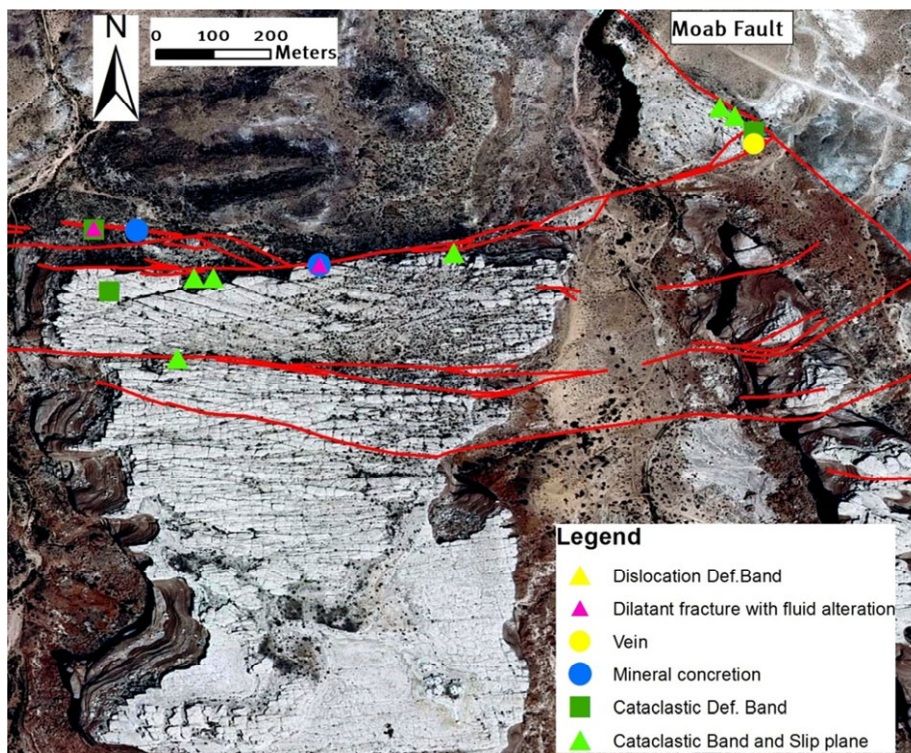 N
0 100 200
Meters
Moab Fault
Legend
Dislocation Def.Band
Dilatant fracture with fluid alteration
Vein
Mineral concretion
Cataclastic Def. Band
Cataclastic Band and Slip plane